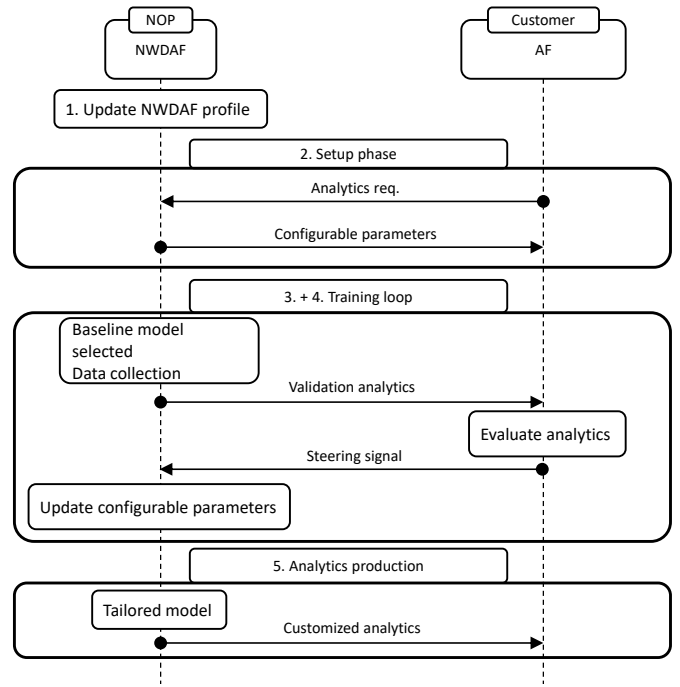 NOP
NWDAF
Customer
AF
1. Update NWDAF profile
2. Setup phase
Analytics req.
Configurable parameters
3. + 4. Training loop
Baseline model
selected
Data collection
Validation analytics
Evaluate analytics
Steering signal
Update configurable parameters
5. Analytics production
Tailored model
Customized analytics